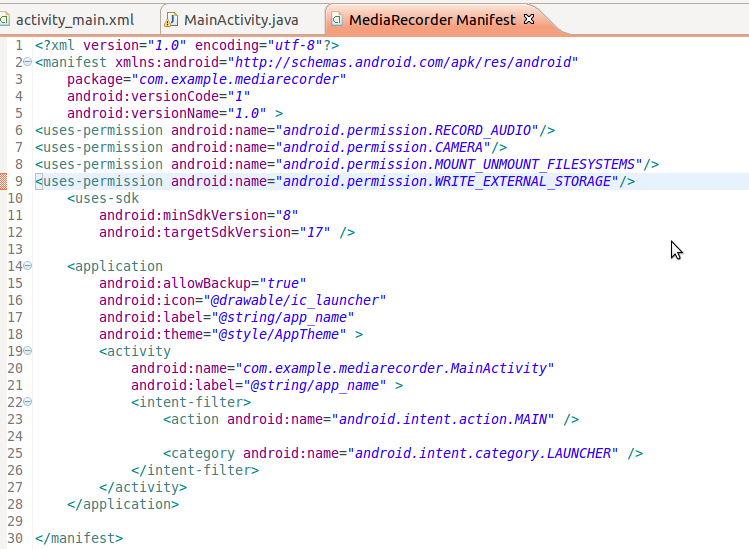 activity_main.xml MainActivity.java MediaRecorder Manifest
1 <?xml version="1.0" encoding="utf-8"?>
2 <manifest xmlns:android="http://schemas.android.com/apk/res/android"
3     package="com.example.mediarecorder"
4     android:versionCode="1"
5     android:versionName="1.0" >
6 <uses-permission android:name="android.permission.RECORD_AUDIO"/>
7 <uses-permission android:name="android.permission.CAMERA"/>
8 <uses-permission android:name="android.permission.MOUNT_UNMOUNT_FILESYSTEMS"/>
9 <uses-permission android:name="android.permission.WRITE_EXTERNAL_STORAGE"/>
10     <uses-sdk
11         android:minSdkVersion="8"
12         android:targetSdkVersion="17" />
13
14     <application
15         android:allowBackup="true"
16         android:icon="@drawable/ic_launcher"
17         android:label="@string/app_name"
18         android:theme="@style/AppTheme" >
19         <activity
20             android:name="com.example.mediarecorder.MainActivity"
21             android:label="@string/app_name" >
22             <intent-filter>
23                 <action android:name="android.intent.action.MAIN" />
24
25                 <category android:name="android.intent.category.LAUNCHER" />
26             </intent-filter>
27         </activity>
28     </application>
29
30 </manifest>